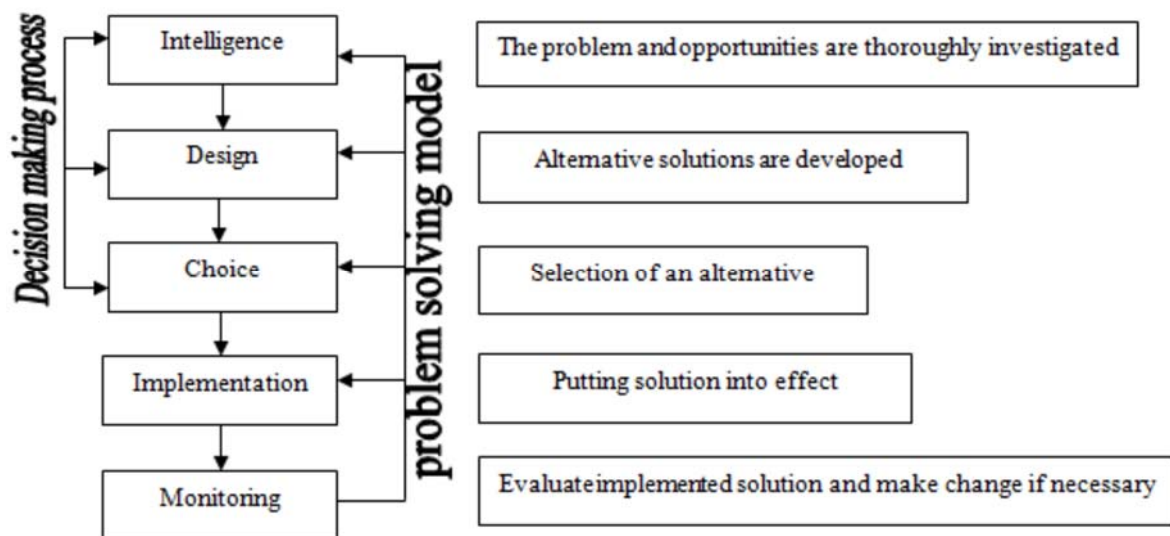 Decision making process
Intelligence
The problem and opportunities are thoroughly investigated
Design
Alternative solutions are developed
problem solving model
Choice
Selection of an alternative
Implementation
Putting solution into effect
Monitoring
Evaluate implemented solution and make change if necessary